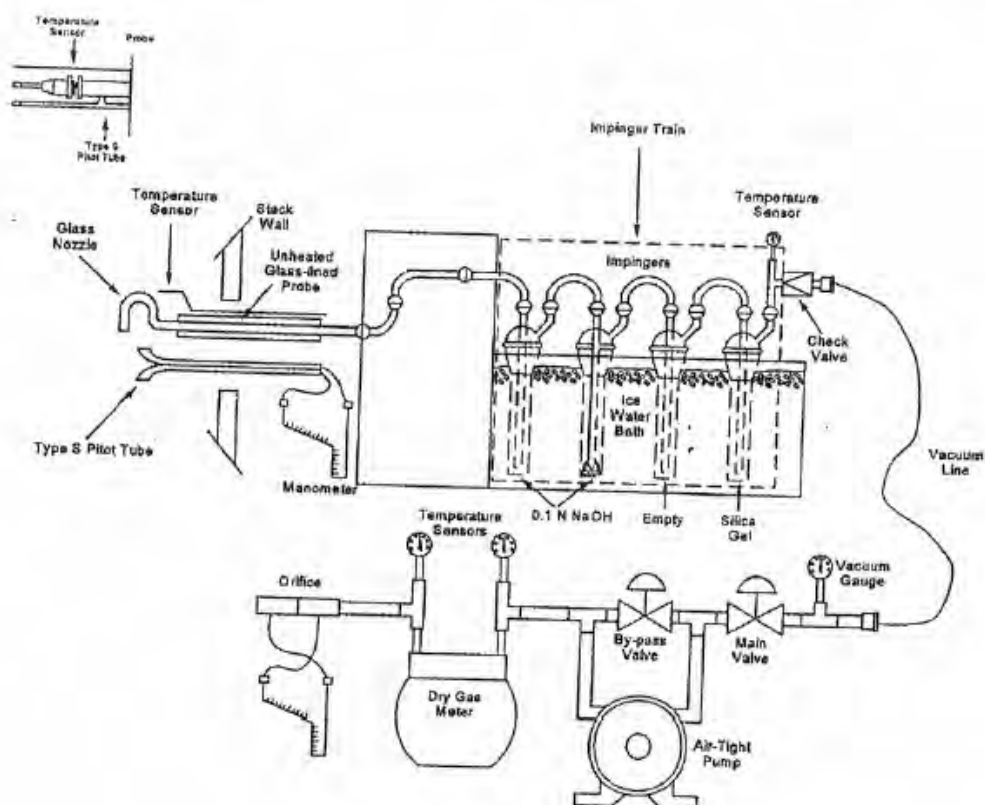 Temperature
Sensor
Probe
Type S
Pilot Tube
Impinger Train
Temperature
Sensor
Temperature
Sensor
Stack
Wall
Glass
Nozzle
Unheated
Glass-lined
Probe
Impingers
Check
Valve
Ice
Water
Bath
Type S Pilot Tube
Manometer
Vacuum
Line
0.1 N NaOH
Empty
Silica
Gel
Temperature
Sensors
Vacuum
Gauge
Orifice
By-pass
Valve
Main
Valve
Dry Gas
Meter
Air-Tight
Pump